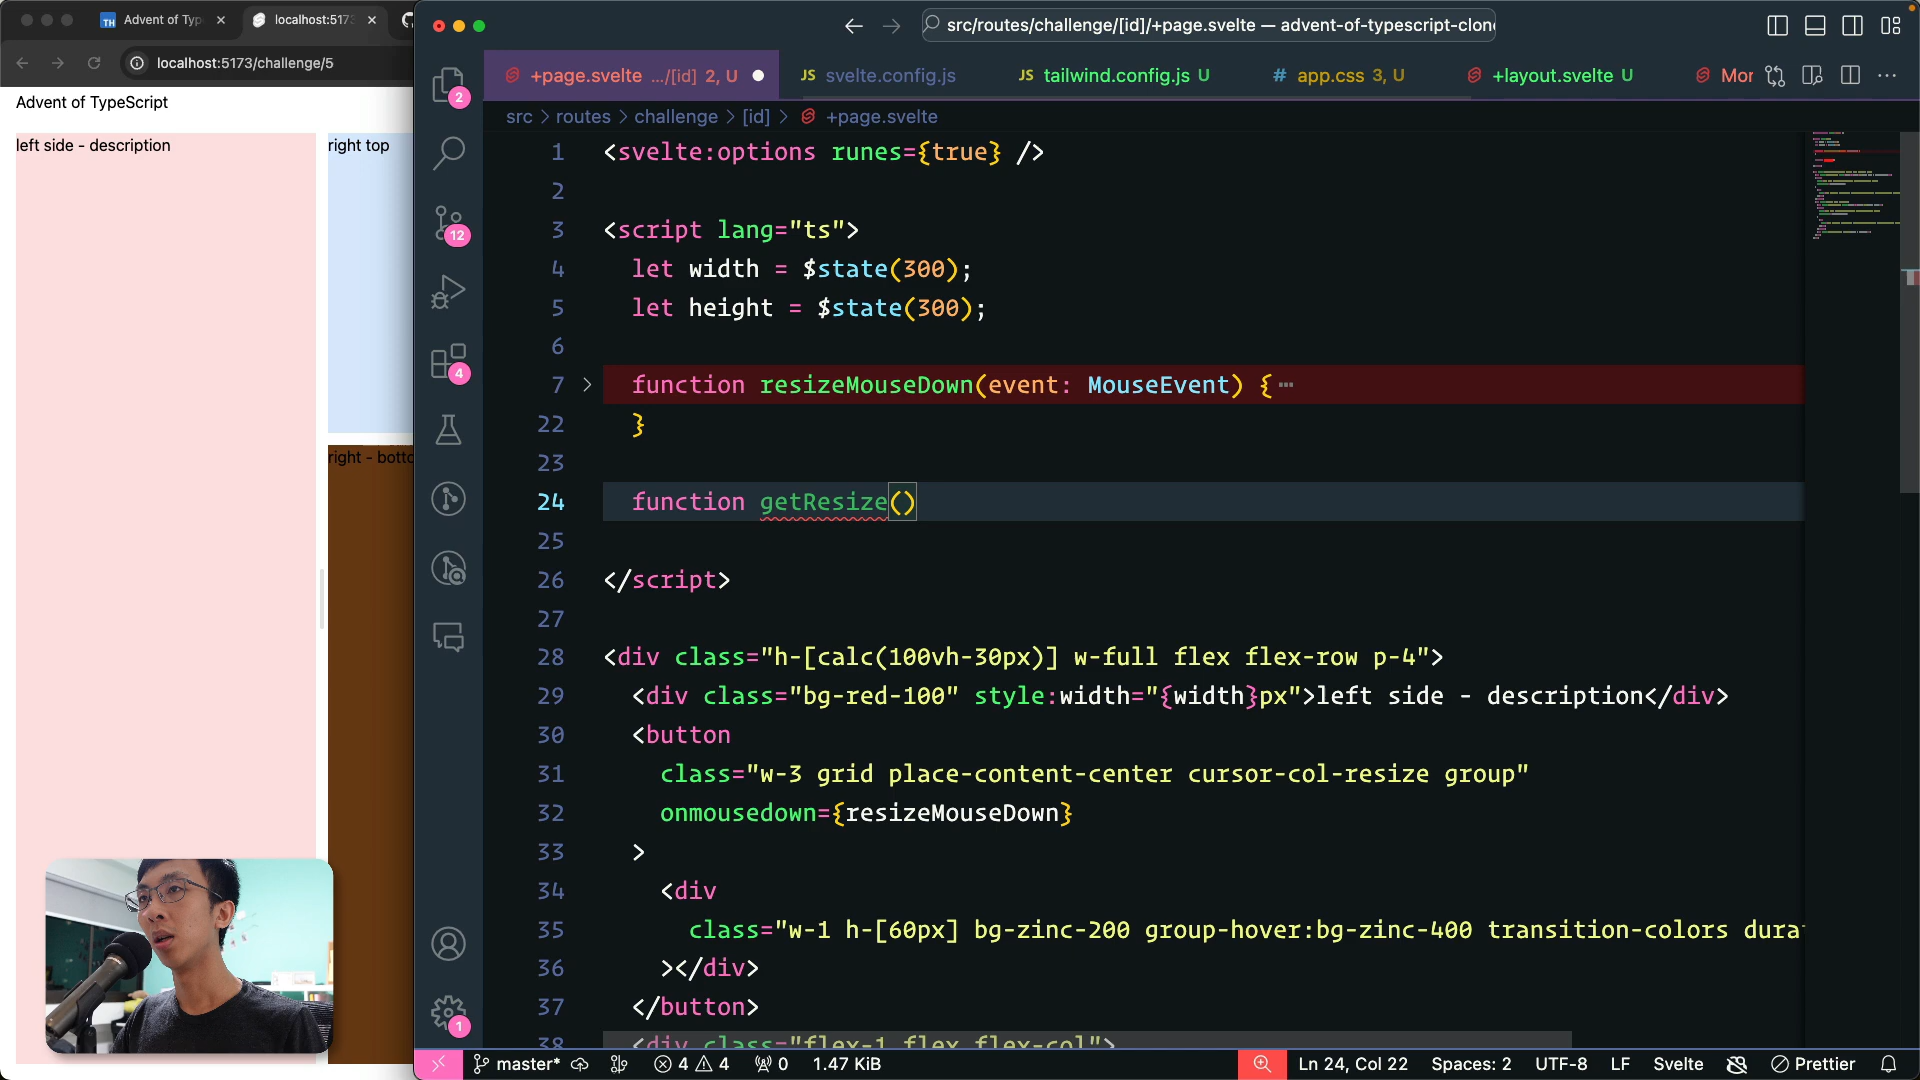 Advent of Typ
localhost:5173
localhost:5173/challenge/5
Advent of TypeScript
left side - description
right top
right - botto
src/routes/challenge/[id]/+page.svelte — advent-of-typescript-clon
+page.svelte .../[id] 2, U
JS svelte.config.js
JS tailwind.config.js U
# app.css 3, U
+layout.svelte U
Mor
src > routes > challenge > [id] > +page.svelte
2
12
4
1
1 <svelte:options runes={true} />
2
3 <script lang="ts">
4 let width = $state(300);
5 let height = $state(300);
6
7 function resizeMouseDown(event: MouseEvent) {…
22 }
23
24 function getResize()
25
26 </script>
27
28 <div class="h-[calc(100vh-30px)] w-full flex flex-row p-4">
29 <div class="bg-red-100" style:width="{width}px">left side - description</div>
30 <button
31 class="w-3 grid place-content-center cursor-col-resize group"
32 onmousedown={resizeMouseDown}
33 >
34 <div
35 class="w-1 h-[60px] bg-zinc-200 group-hover:bg-zinc-400 transition-colors dura
36 ></div>
37 </button>
38 <div class="flex-1 flex flex-col">
master* 4 4 0 1.47 KiB
Ln 24, Col 22 Spaces: 2 UTF-8 LF Svelte Prettier